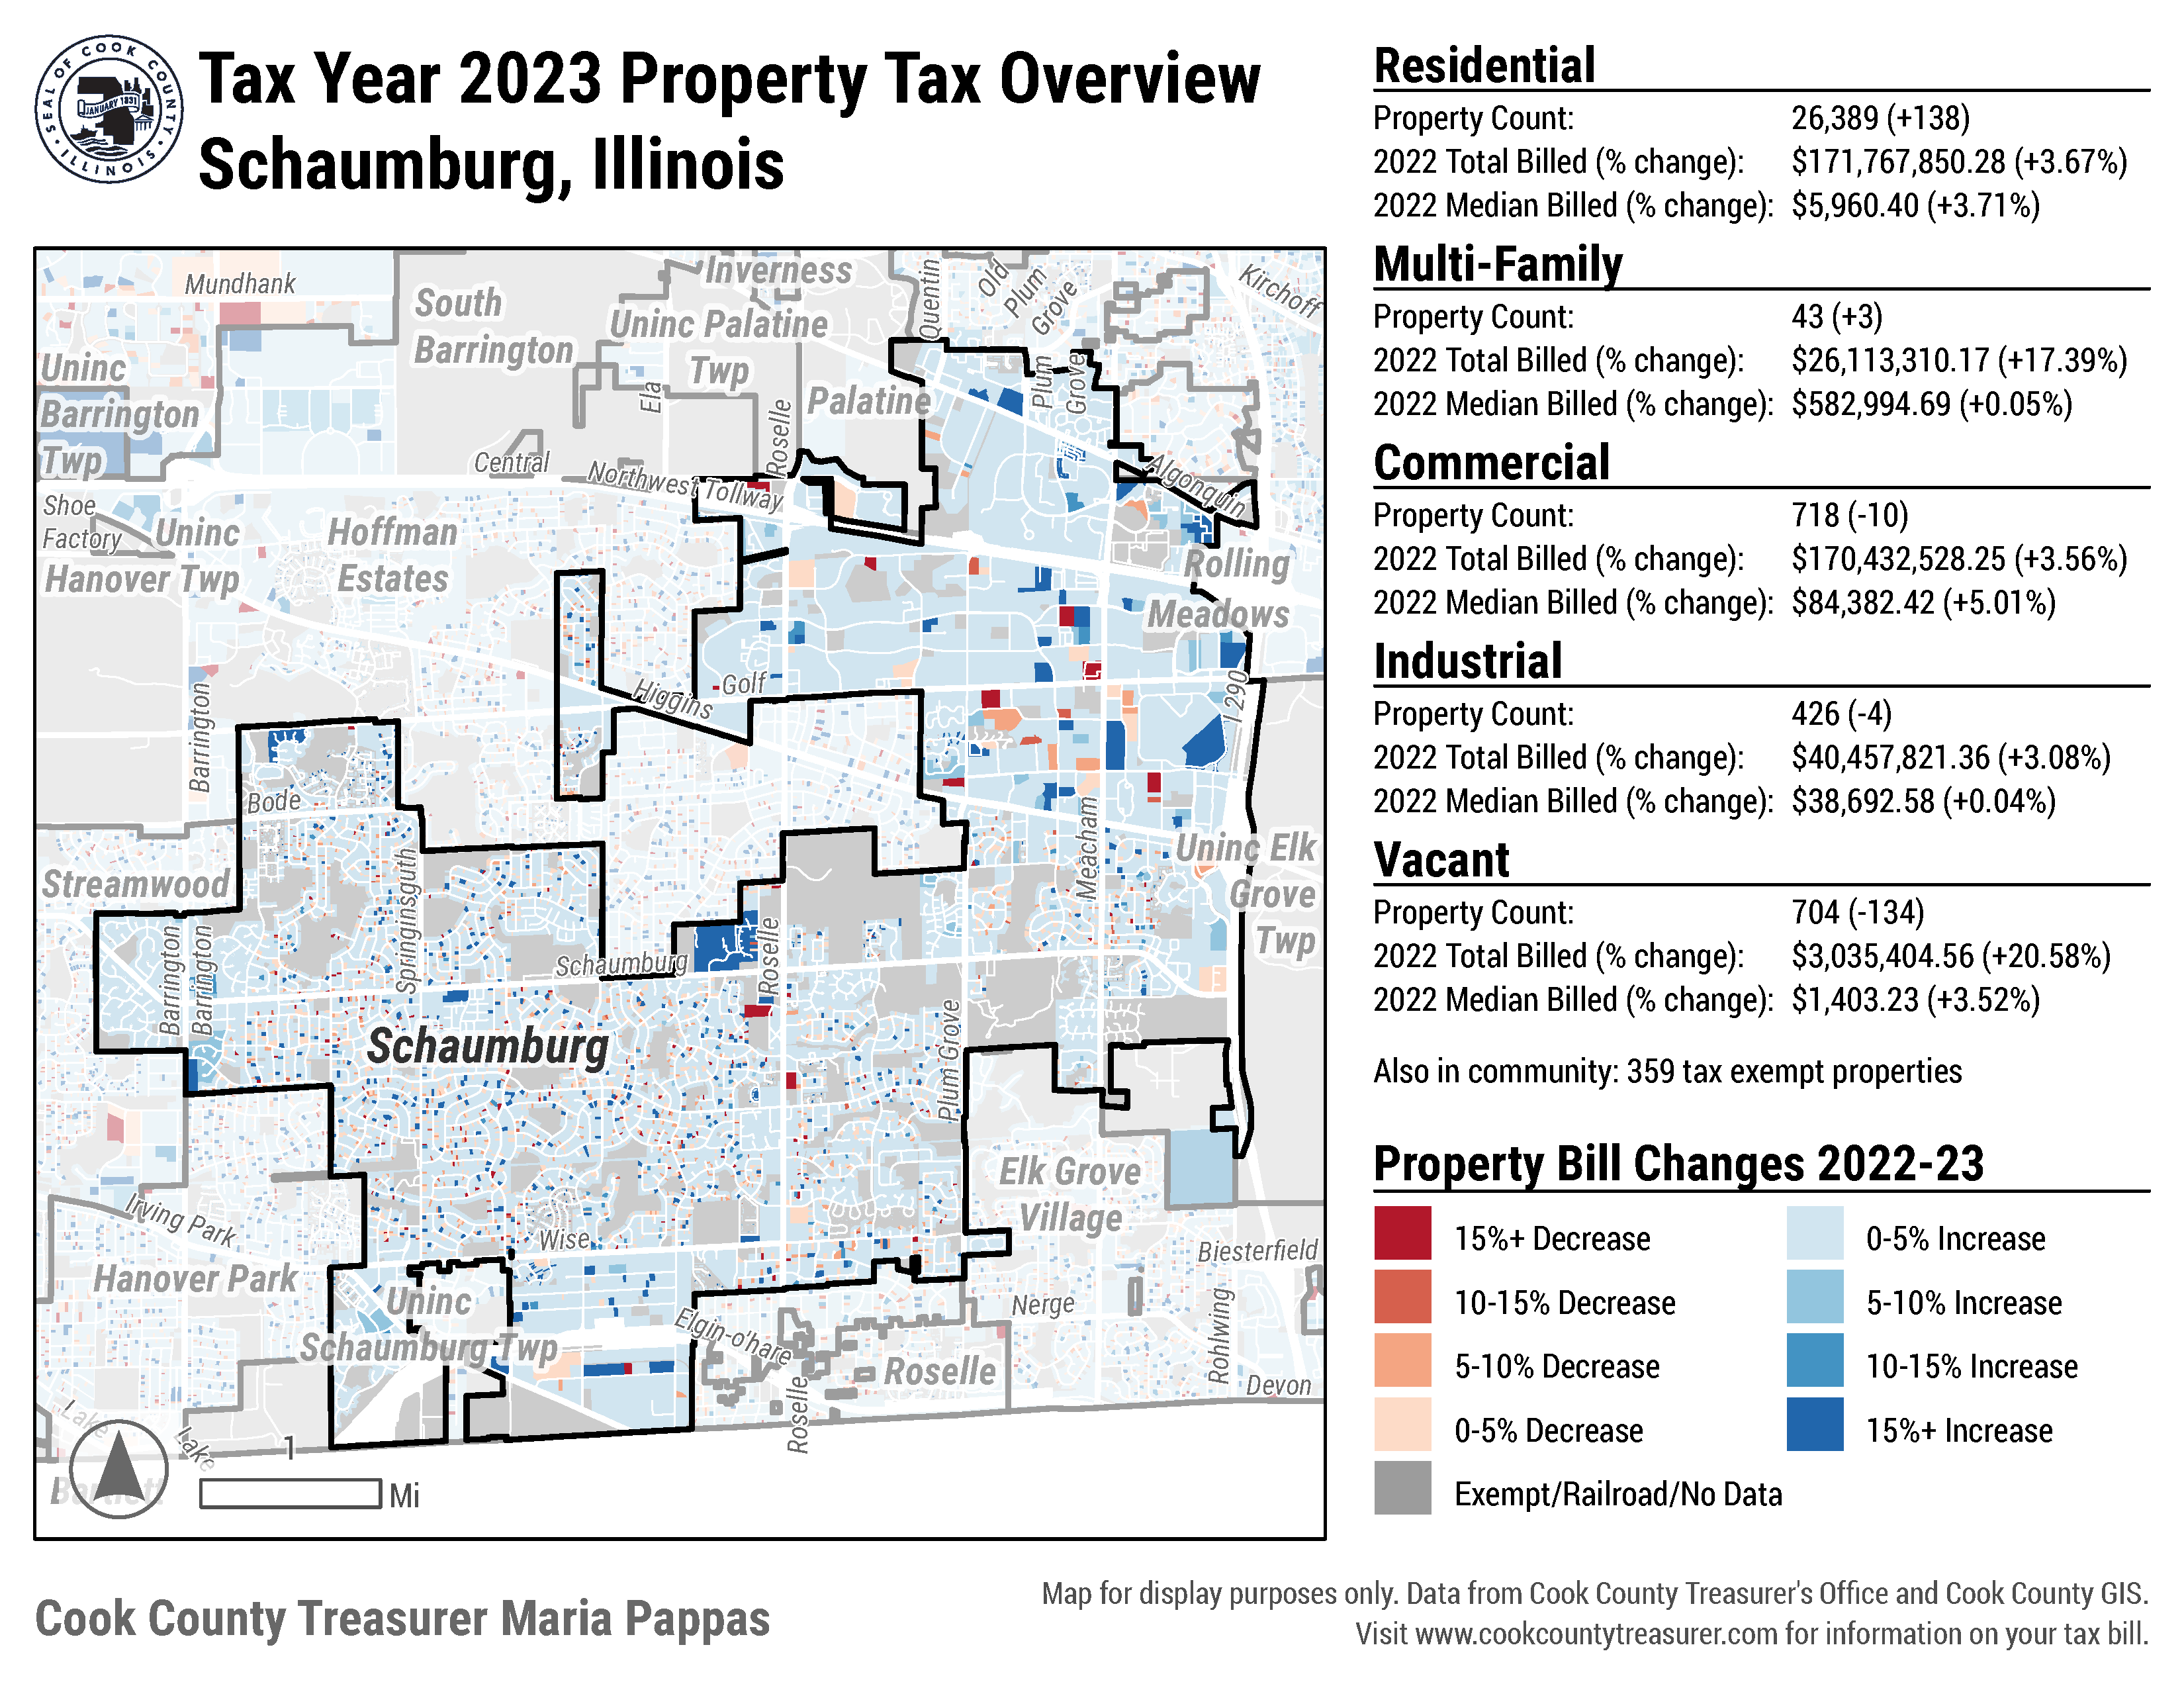 SEAL OF COOK COUNTY
JANUARY 1831
ILLINOIS
Tax Year 2023 Property Tax Overview
Schaumburg, Illinois
Residential
Property Count: 26,389 (+138)
2022 Total Billed (% change): $171,767,850.28 (+3.67%)
2022 Median Billed (% change): $5,960.40 (+3.71%)
Multi-Family
Property Count: 43 (+3)
2022 Total Billed (% change): $26,113,310.17 (+17.39%)
2022 Median Billed (% change): $582,994.69 (+0.05%)
Commercial
Property Count: 718 (-10)
2022 Total Billed (% change): $170,432,528.25 (+3.56%)
2022 Median Billed (% change): $84,382.42 (+5.01%)
Industrial
Property Count: 426 (-4)
2022 Total Billed (% change): $40,457,821.36 (+3.08%)
2022 Median Billed (% change): $38,692.58 (+0.04%)
Vacant
Property Count: 704 (-134)
2022 Total Billed (% change): $3,035,404.56 (+20.58%)
2022 Median Billed (% change): $1,403.23 (+3.52%)
Also in community: 359 tax exempt properties
Property Bill Changes 2022-23
15%+ Decrease
0-5% Increase
10-15% Decrease
5-10% Increase
5-10% Decrease
10-15% Increase
0-5% Decrease
15%+ Increase
Exempt/Railroad/No Data
Mundhank
South
Barrington
Inverness
Uninc Palatine
Twp
Quentin
Old
Plum
Grove
Kirchoff
Uninc
Barrington
Twp
Ela
Roselle
Palatine
Plum
Grove
Central
Northwest Tollway
Algonquin
Shoe
Factory
Uninc
Hanover Twp
Hoffman
Estates
Rolling
Meadows
Barrington
Higgins
Golf
I 290
Bode
Springinsguth
Meacham
Uninc Elk
Grove
Twp
Streamwood
Barrington
Barrington
Schaumburg
Roselle
Schaumburg
Plum Grove
Elk Grove
Village
Irving Park
Wise
Biesterfield
Hanover Park
Uninc
Schaumburg Twp
Elgin-o'hare
Nerge
Rohlwing
Roselle
Roselle
Devon
Lake
Lake
Bartlett
1
Mi
Cook County Treasurer Maria Pappas
Map for display purposes only. Data from Cook County Treasurer's Office and Cook County GIS.
Visit www.cookcountytreasurer.com for information on your tax bill.